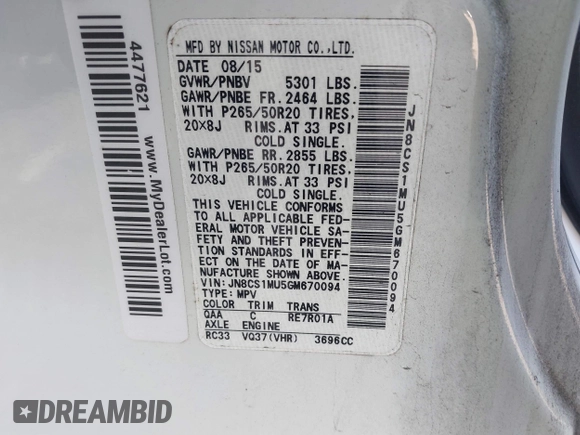 4477621
www.MyDealerLot.com
MFD BY NISSAN MOTOR CO.,LTD.
DATE 08/15
GVWR/PNBV 5301 LBS.
GAWR/PNBE FR. 2464 LBS.
WITH P265/50R20 TIRES,
20X8J RIMS. AT 33 PSI
COLD SINGLE.
GAWR/PNBE RR. 2855 LBS.
WITH P265/50R20 TIRES,
20X8J RIMS. AT 33 PSI
COLD SINGLE.
THIS VEHICLE CONFORMS
TO ALL APPLICABLE FED-
ERAL MOTOR VEHICLE SA-
FETY AND THEFT PREVEN-
TION STANDARDS IN EFF-
ECT ON THE DATE OF MA-
NUFACTURE SHOWN ABOVE.
VIN: JN8CS1MU5GM670094
TYPE: MPV
COLOR TRIM TRANS
QAA C RE7R01A
AXLE ENGINE
RC33 VQ37(VHR) 3696CC
JN8CS1MU5GM670094
DREAMBID